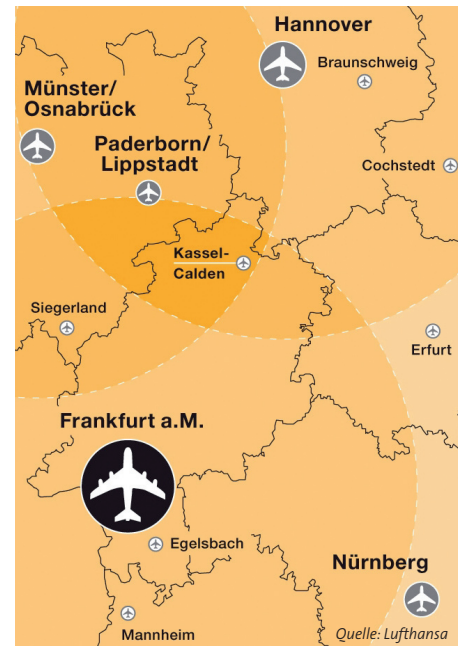 Hannover
Braunschweig
Münster/
Osnabrück
Paderborn/
Lippstadt
Cochstedt
Kassel-
Calden
Siegerland
Erfurt
Frankfurt a.M.
Egelsbach
Nürnberg
Mannheim
Quelle: Lufthansa